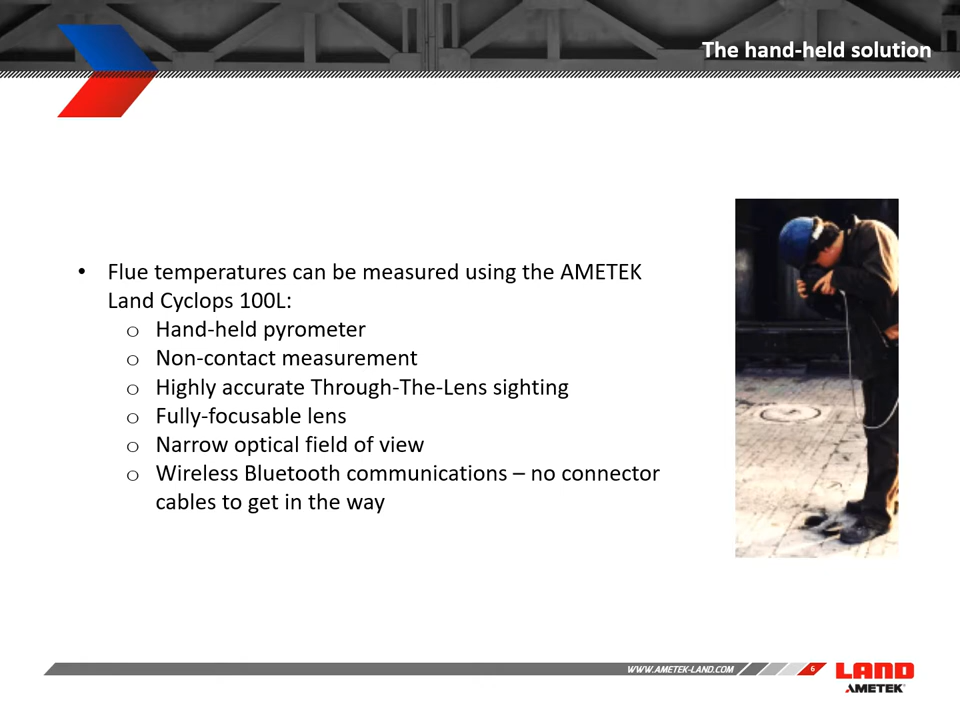 The hand-held solution
• Flue temperatures can be measured using the AMETEK
Land Cyclops 100L:
o Hand-held pyrometer
o Non-contact measurement
o Highly accurate Through-The-Lens sighting
o Fully-focusable lens
o Narrow optical field of view
o Wireless Bluetooth communications – no connector
cables to get in the way
WWW.AMETEK-LAND.COM
6
LAND
AMETEK